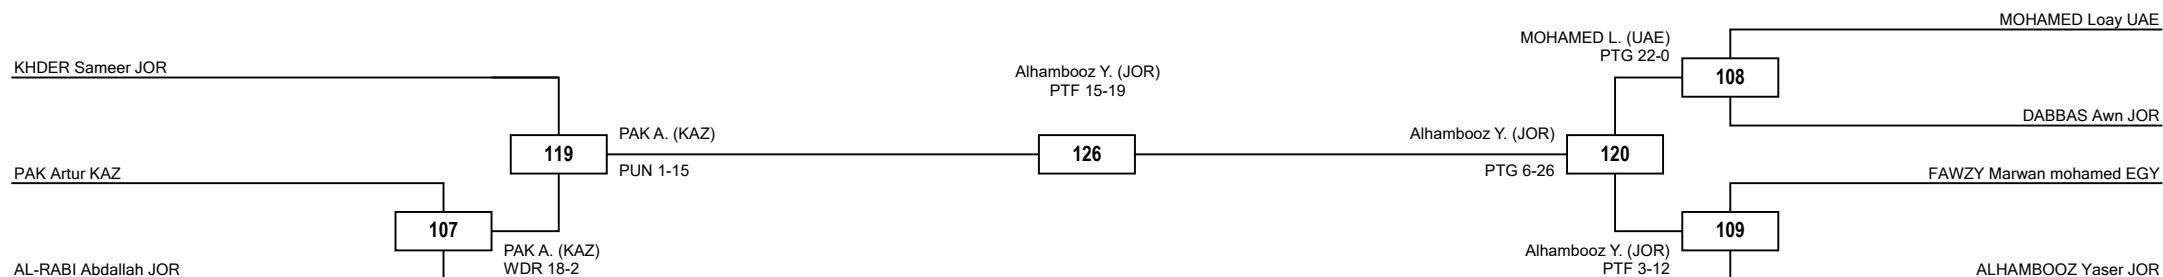 MOHAMED Loay UAE
MOHAMED L. (UAE)
PTG 22-0
KHDER Sameer JOR
Alhambooz Y. (JOR)
PTF 15-19
108
DABBAS Awn JOR
PAK A. (KAZ)
Alhambooz Y. (JOR)
119
126
120
PUN 1-15
PTG 6-26
PAK Artur KAZ
FAWZY Marwan mohamed EGY
107
109
PAK A. (KAZ)
WDR 18-2
Alhambooz Y. (JOR)
PTF 3-12
AL-RABI Abdallah JOR
ALHAMBOOZ Yaser JOR